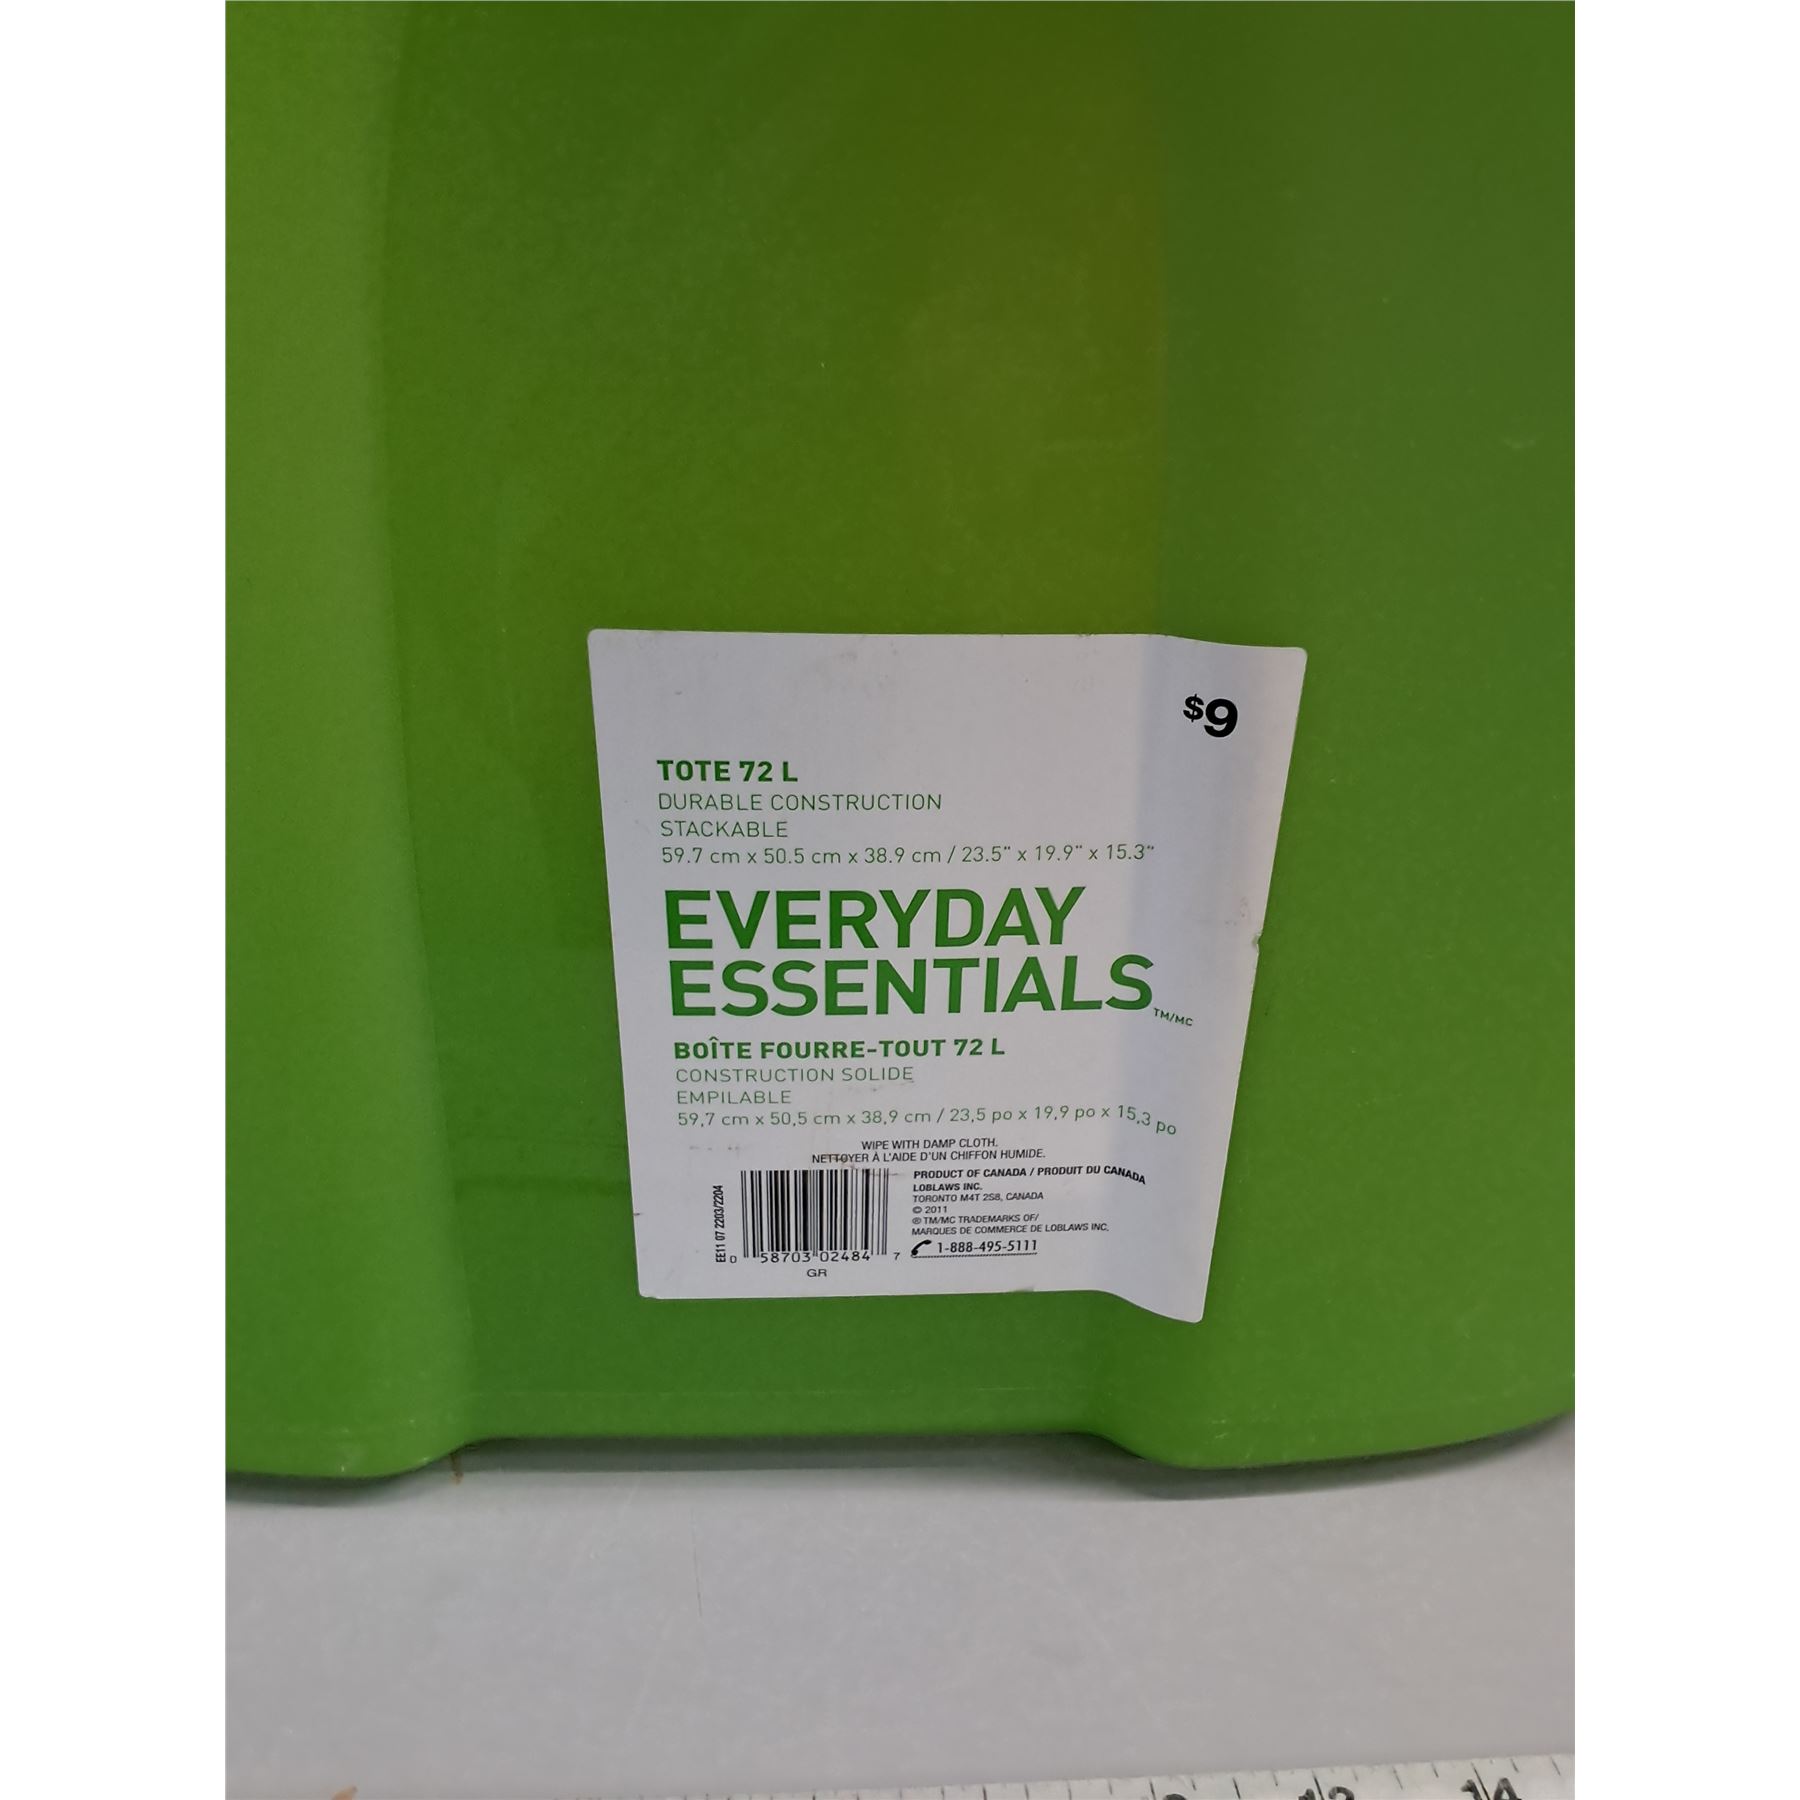 $9
TOTE 72 L
DURABLE CONSTRUCTION
STACKABLE
59.7 cm x 50.5 cm x 38.9 cm / 23.5" x 19.9" x 15.3"
EVERYDAY
ESSENTIALS TM/MC
BOÎTE FOURRE-TOUT 72 L
CONSTRUCTION SOLIDE
EMPILABLE
59,7 cm x 50,5 cm x 38,9 cm / 23,5 po x 19,9 po x 15,3 po
WIPE WITH DAMP CLOTH.
NETTOYER À L'AIDE D'UN CHIFFON HUMIDE.
EE11 07 2203/2204
0 58703 02484 7
GR
PRODUCT OF CANADA / PRODUIT DU CANADA
LOBLAWS INC.
TORONTO M4T 2S8, CANADA
© 2011
® TM/MC TRADEMARKS OF/
MARQUES DE COMMERCE DE LOBLAWS INC.
1-888-495-5111
14